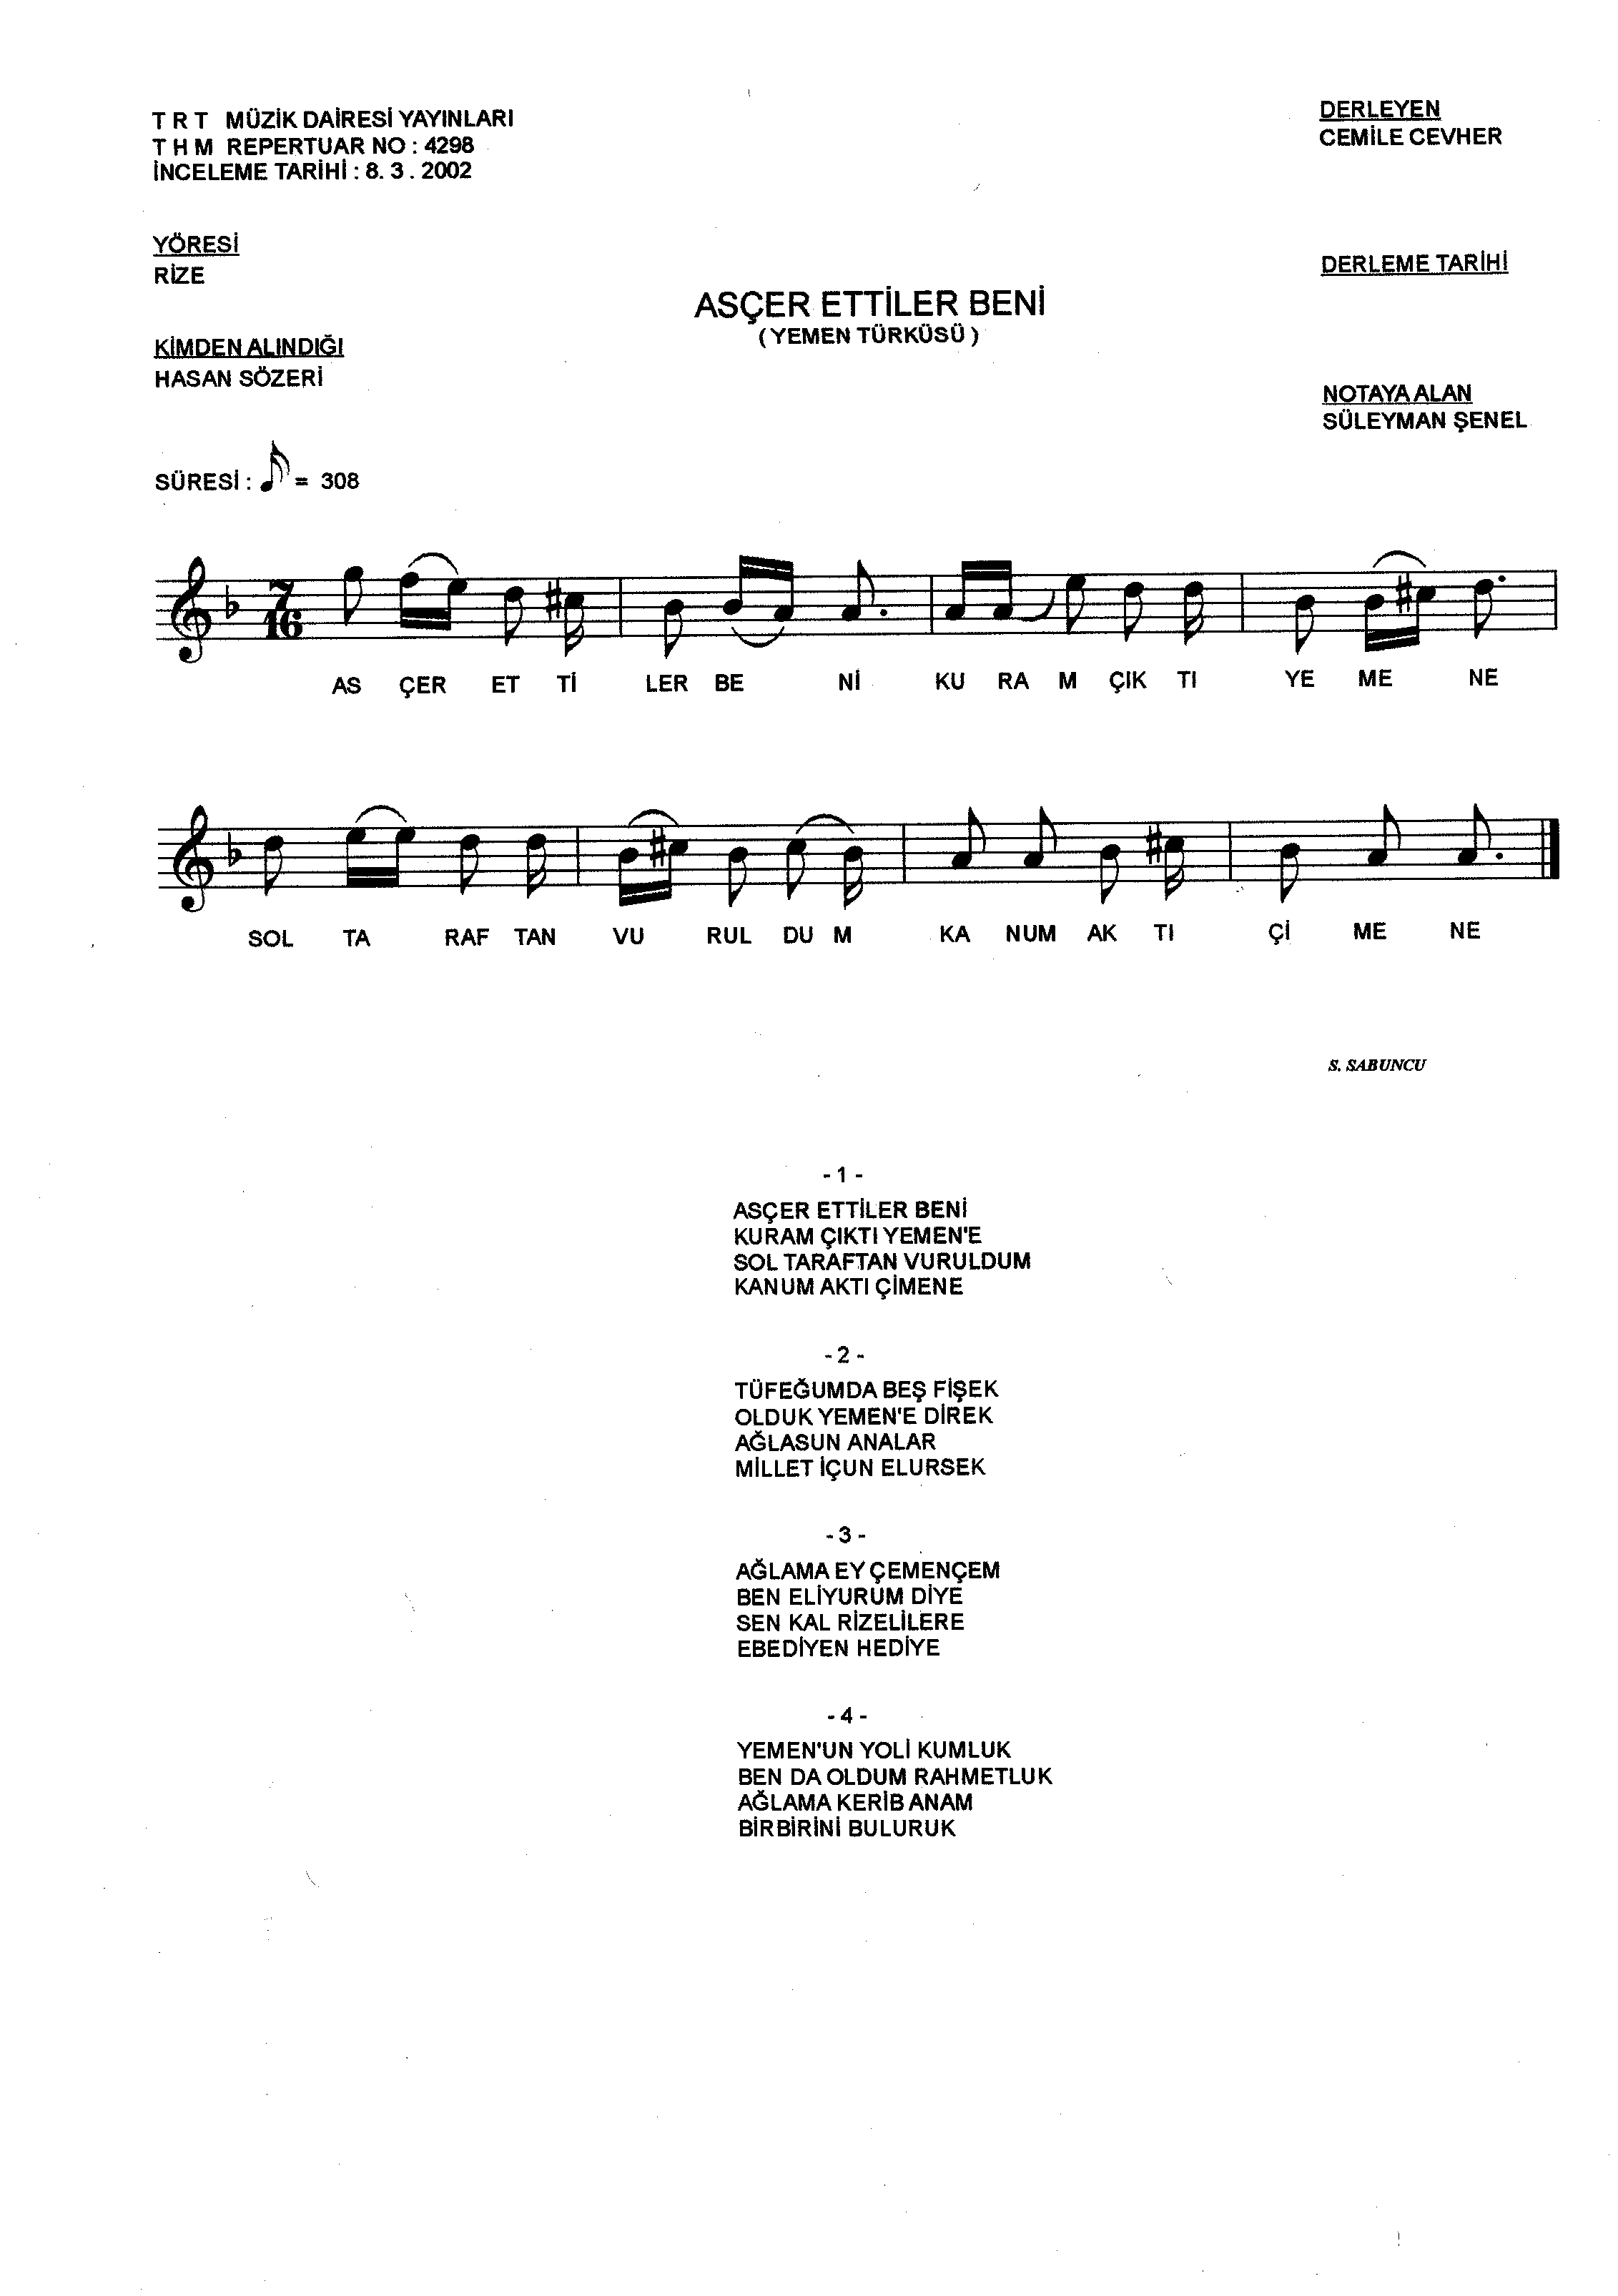 T R T MÜZİK DAİRESİ YAYINLARI
T H M REPERTUAR NO : 4298
İNCELEME TARİHİ : 8. 3 . 2002
DERLEYEN
CEMİLE CEVHER
YÖRESİ
RİZE
DERLEME TARİHİ
ASÇER ETTİLER BENİ
( YEMEN TÜRKÜSÜ )
KİMDEN ALINDIĞI
HASAN SÖZERİ
NOTAYA ALAN
SÜLEYMAN ŞENEL
SÜRESİ : = 308
7
16
AS ÇER ET Tİ LER BE Nİ KU RA M ÇIK TI YE ME NE
SOL TA RAF TAN VU RUL DU M KA NUM AK TI Çİ ME NE
S. SABUNCU
- 1 -
ASÇER ETTİLER BENİ
KURAM ÇIKTI YEMEN'E
SOL TARAFTAN VURULDUM
KANUM AKTI ÇİMENE
- 2 -
TÜFEĞUMDA BEŞ FİŞEK
OLDUK YEMEN'E DİREK
AĞLASUN ANALAR
MİLLET İÇUN ELURSEK
- 3 -
AĞLAMA EY ÇEMENÇEM
BEN ELİYURUM DİYE
SEN KAL RİZELİLERE
EBEDİYEN HEDİYE
- 4 -
YEMEN'UN YOLİ KUMLUK
BEN DA OLDUM RAHMETLUK
AĞLAMA KERİB ANAM
BİRBİRİNİ BULURUK